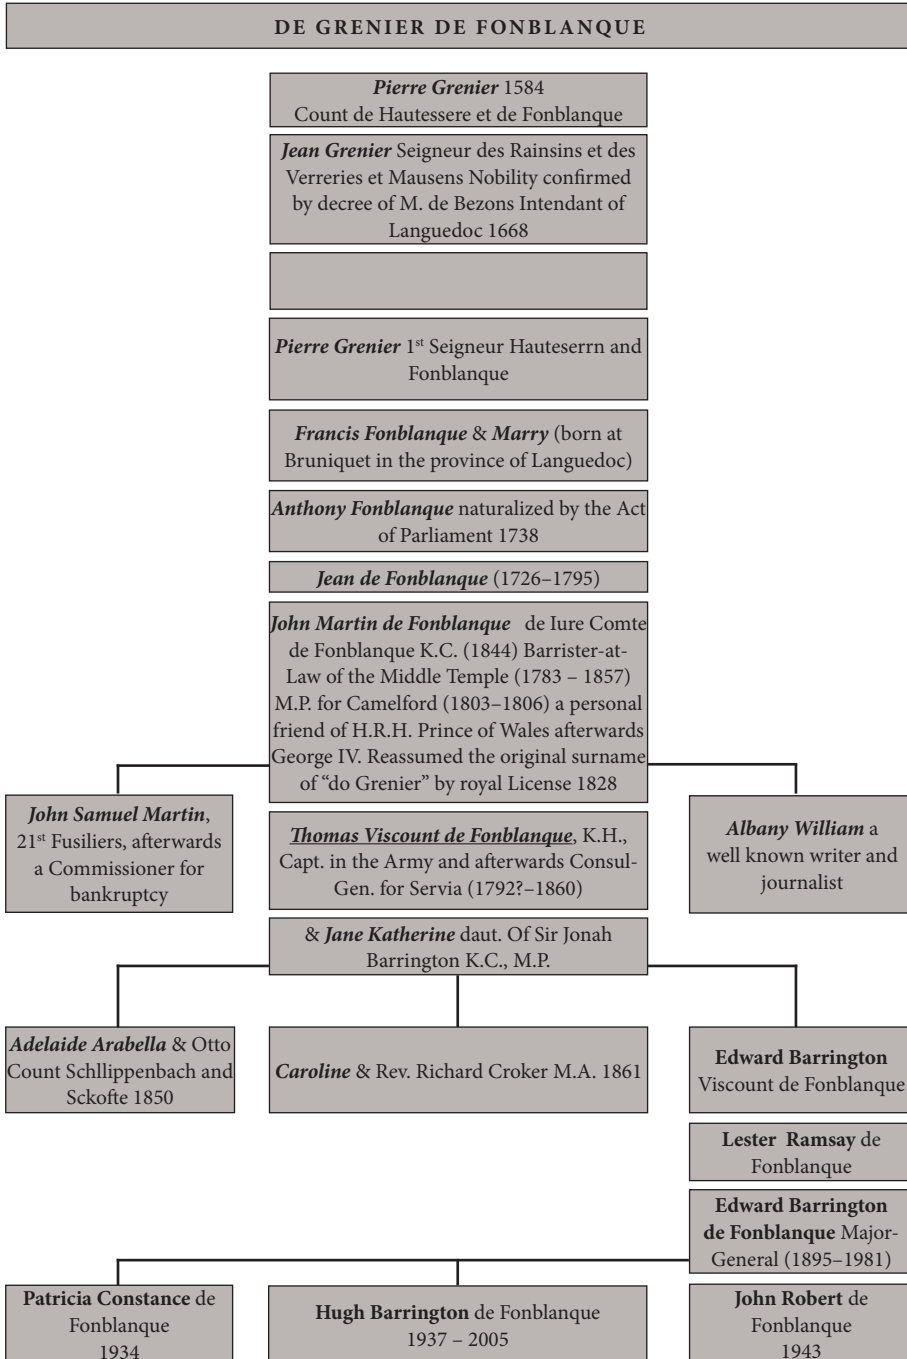 DE GRENIER DE FONBLANQUE
Pierre Grenier 1584
Count de Hautessere et de Fonblanque
Jean Grenier Seigneur des Rainsins et des
Verreries et Mausens Nobility confirmed
by decree of M. de Bezons Intendant of
Languedoc 1668
Pierre Grenier 1st Seigneur Hauteserrn and
Fonblanque
Francis Fonblanque & Marry (born at
Bruniquet in the province of Languedoc)
Anthony Fonblanque naturalized by the Act
of Parliament 1738
Jean de Fonblanque (1726–1795)
John Martin de Fonblanque de Iure Comte
de Fonblanque K.C. (1844) Barrister-at-
Law of the Middle Temple (1783 – 1857)
M.P. for Camelford (1803–1806) a personal
friend of H.R.H. Prince of Wales afterwards
George IV. Reassumed the original surname
of “do Grenier” by royal License 1828
John Samuel Martin,
21st Fusiliers, afterwards
a Commissioner for
bankruptcy
Thomas Viscount de Fonblanque, K.H.,
Capt. in the Army and afterwards Consul-
Gen. for Servia (1792?–1860)
Albany William a
well known writer and
journalist
& Jane Katherine daut. Of Sir Jonah
Barrington K.C., M.P.
Adelaide Arabella & Otto
Count Schllippenbach and
Sckofte 1850
Caroline & Rev. Richard Croker M.A. 1861
Edward Barrington
Viscount de Fonblanque
Lester Ramsay de
Fonblanque
Edward Barrington
de Fonblanque Major-
General (1895–1981)
Patricia Constance de
Fonblanque
1934
Hugh Barrington de Fonblanque
1937 – 2005
John Robert de
Fonblanque
1943